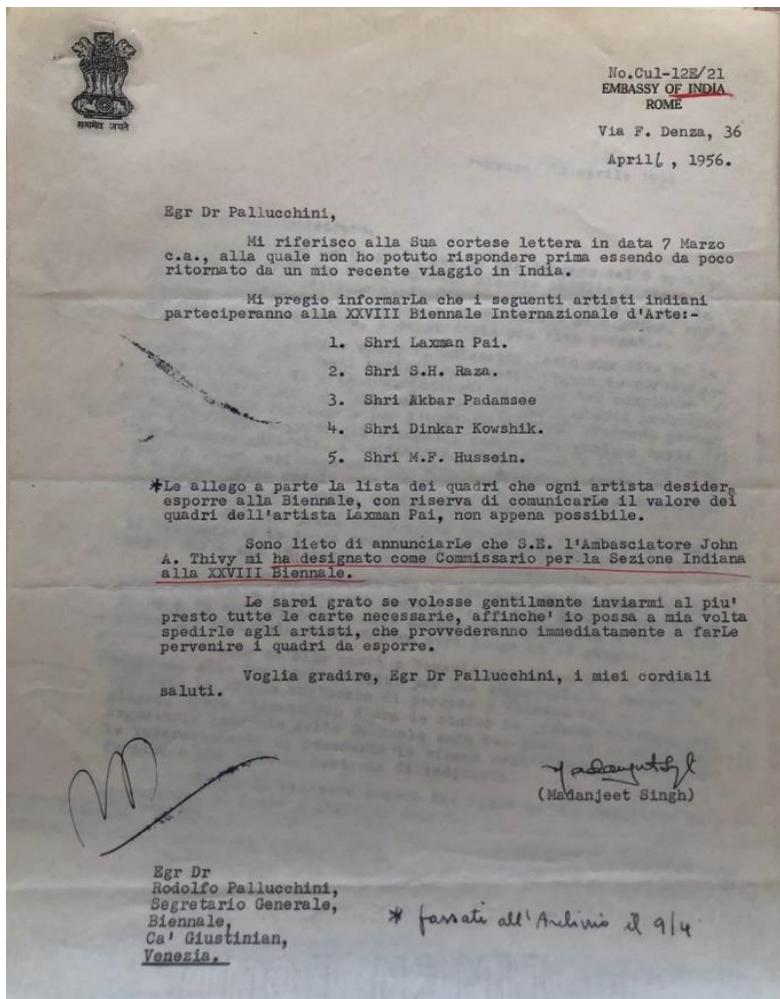 सत्यमेव जयते
No.Cul-12E/21
EMBASSY OF INDIA
ROME
Via F. Denza, 36
April 6, 1956.
Egr Dr Pallucchini,
Mi riferisco alla Sua cortese lettera in data 7 Marzo
c.a., alla quale non ho potuto rispondere prima essendo da poco
ritornato da un mio recente viaggio in India.
Mi pregio informarLa che i seguenti artisti indiani
parteciperanno alla XXVIII Biennale Internazionale d'Arte:-
1. Shri Laxman Pai.
2. Shri S.H. Raza.
3. Shri Akbar Padamsee
4. Shri Dinkar Kowshik.
5. Shri M.F. Hussein.
*Le allego a parte la lista dei quadri che ogni artista desidera
esporre alla Biennale, con riserva di comunicarLe il valore dei
quadri dell'artista Laxman Pai, non appena possibile.
Sono lieto di annunciarLe che S.E. l'Ambasciatore John
A. Thivy mi ha designato come Commissario per la Sezione Indiana
alla XXVIII Biennale.
Le sarei grato se volesse gentilmente inviarmi al piu'
presto tutte le carte necessarie, affinche' io possa a mia volta
spedirle agli artisti, che provvederanno immediatamente a farLe
pervenire i quadri da esporre.
Voglia gradire, Egr Dr Pallucchini, i miei cordiali
saluti.
(Madanjeet Singh)
Egr Dr
Rodolfo Pallucchini,
Segretario Generale,
Biennale,
Ca' Giustinian,
Venezia.
* passati all'Archivio il 9/4